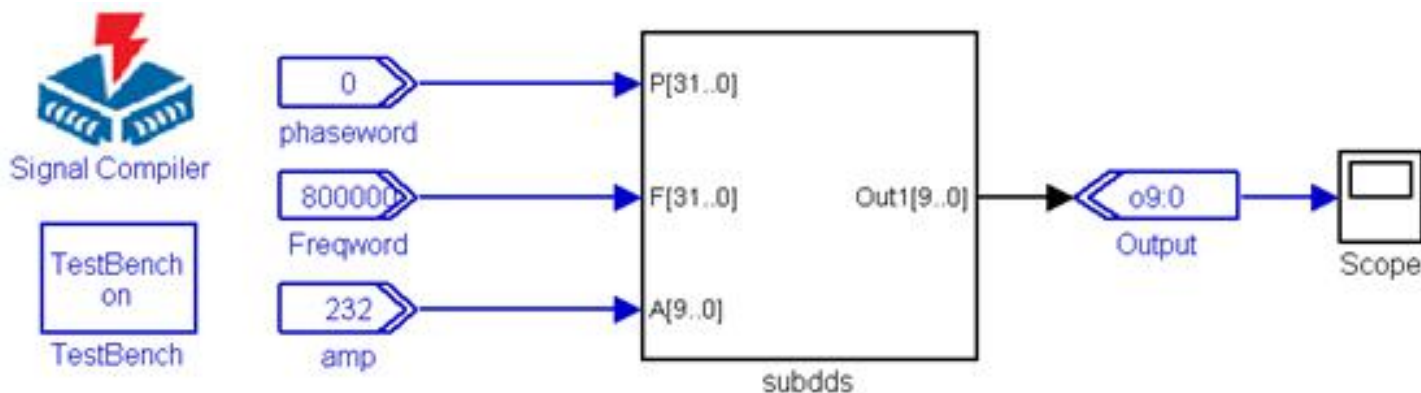 Signal Compiler
TestBench
on
TestBench
0
phaseword
800000
Freqword
232
amp
P[31..0]
F[31..0]
A[9..0]
Out1[9..0]
subdds
o9:0
Output
Scope